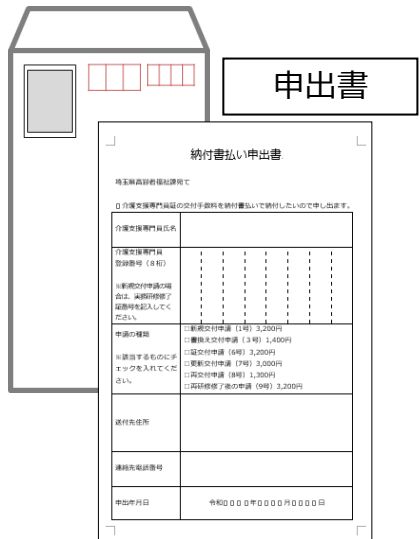 申出書
納付書払い申出書
埼玉県高齢者福祉課宛て
□ 介護支援専門員証の交付手数料を納付書払いで納付したいので申し出ます。
介護支援専門員氏名
介護支援専門員
登録番号（８桁）
※新規交付申請の場
合は、実務研修修了
証番号を記入してく
ださい。
申請の種類
※該当するものにチ
ェックを入れてくだ
さい。
□新規交付申請（1号）3,200円
□書換え交付申請（３号）1,400円
□証交付申請（6号）3,200円
□更新交付申請（7号）3,000円
□再交付申請（8号）1,300円
□再研修修了後の申請（9号）3,200円
送付先住所
連絡先電話番号
申出年月日
令和□□□□年□□□□月□□□□日